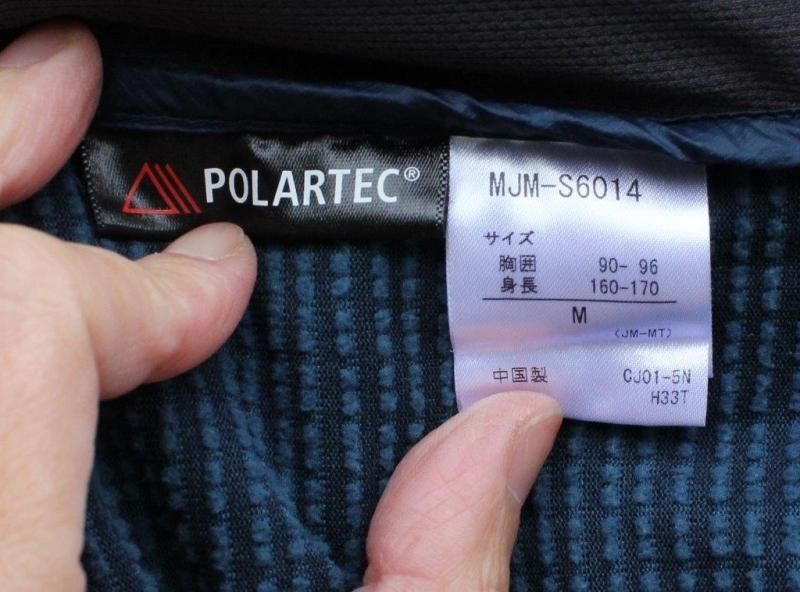 POLARTEC®
MJM-S6014
サイズ
胸囲 90- 96
身長 160-170
M
(JM-MT)
中国製 CJ01-5N
H33T